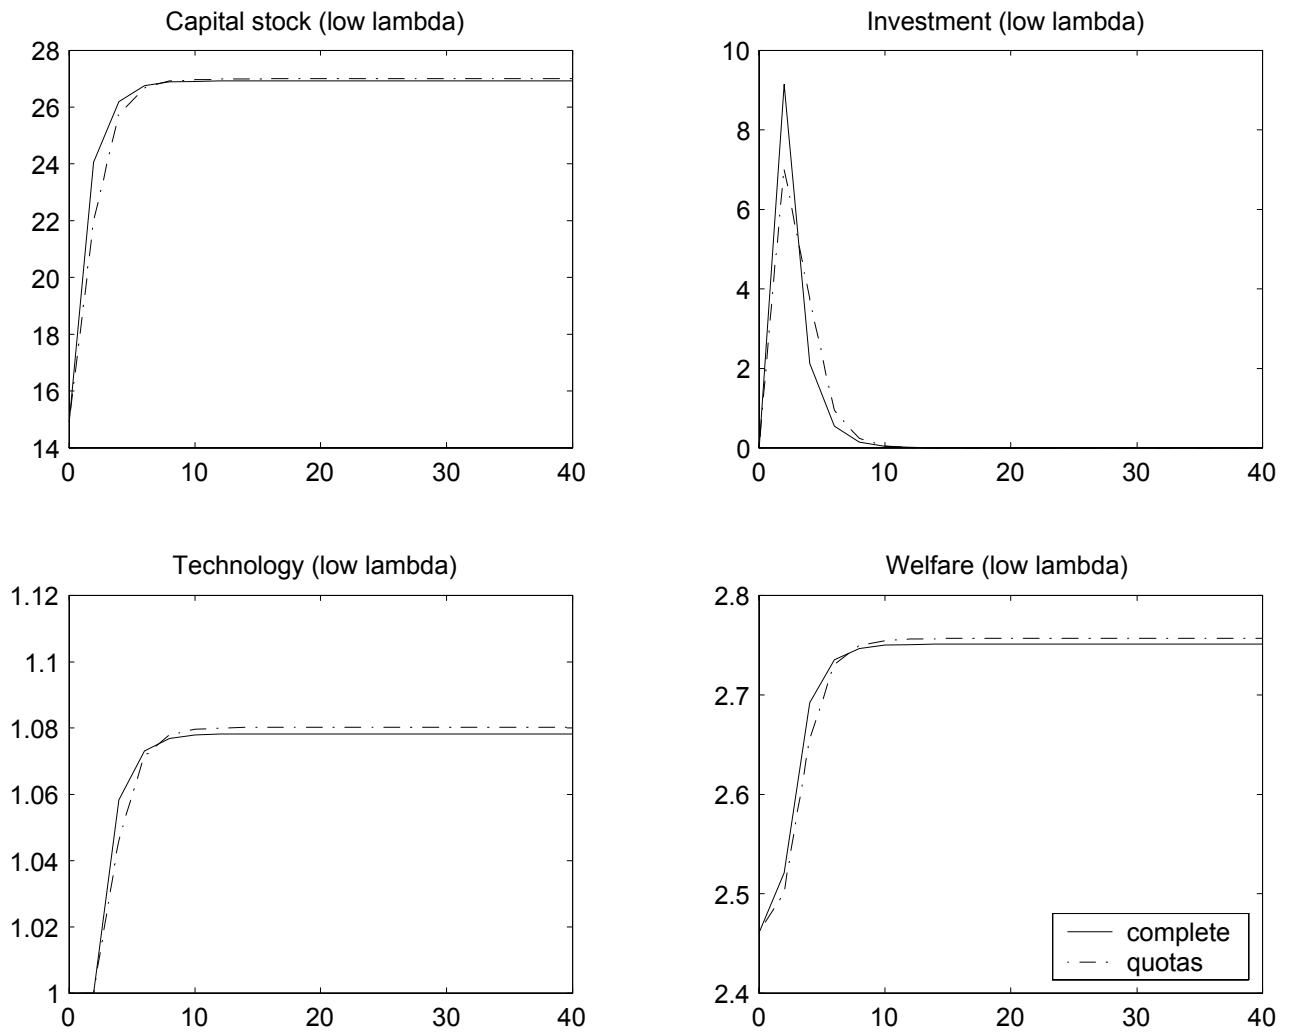 Capital stock (low lambda)
28
26
24
22
20
18
16
14
0 10 20 30 40
Investment (low lambda)
10
8
6
4
2
0
0 10 20 30 40
Technology (low lambda)
1.12
1.1
1.08
1.06
1.04
1.02
1
0 10 20 30 40
Welfare (low lambda)
2.8
2.7
2.6
2.5
2.4
0 10 20 30 40
complete
quotas